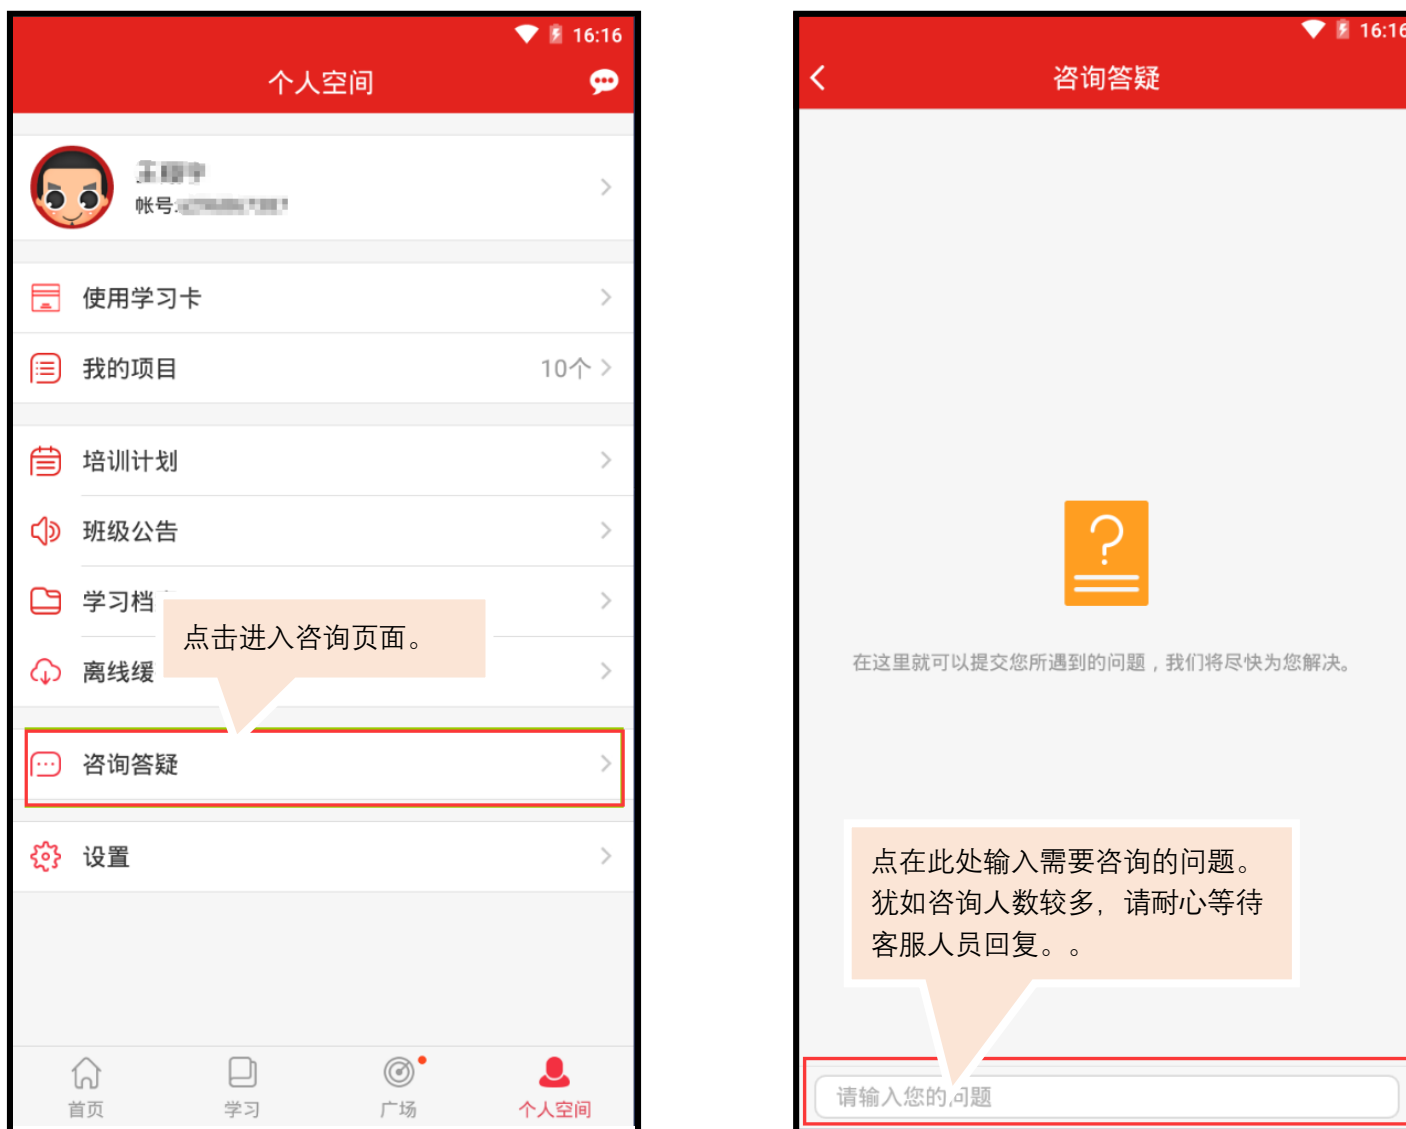 16:16
个人空间
帐号:
使用学习卡
我的项目
10个
培训计划
班级公告
学习档
离线缓
点击进入咨询页面。
咨询答疑
设置
首页
学习
广场
个人空间
16:16
咨询答疑
在这里就可以提交您所遇到的问题，我们将尽快为您解决。
点在此处输入需要咨询的问题。
犹如咨询人数较多，请耐心等待
客服人员回复。。
请输入您的问题